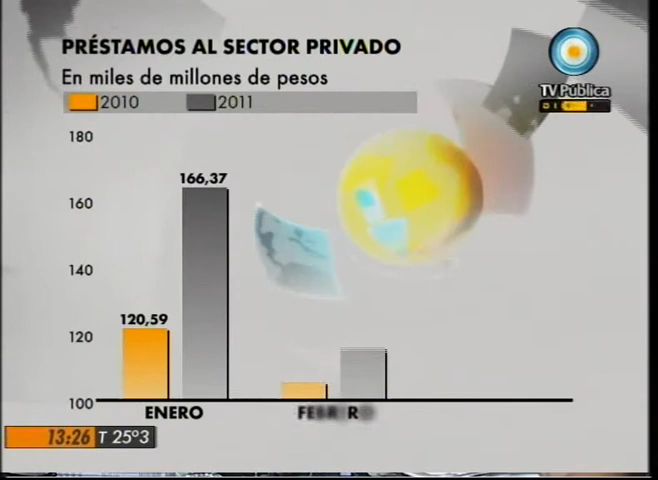 PRÉSTAMOS AL SECTOR PRIVADO
En miles de millones de pesos
2010 2011
TV Pública
180
166,37
160
140
120,59
120
100
ENERO FEBRERO
13:26 T 25°3